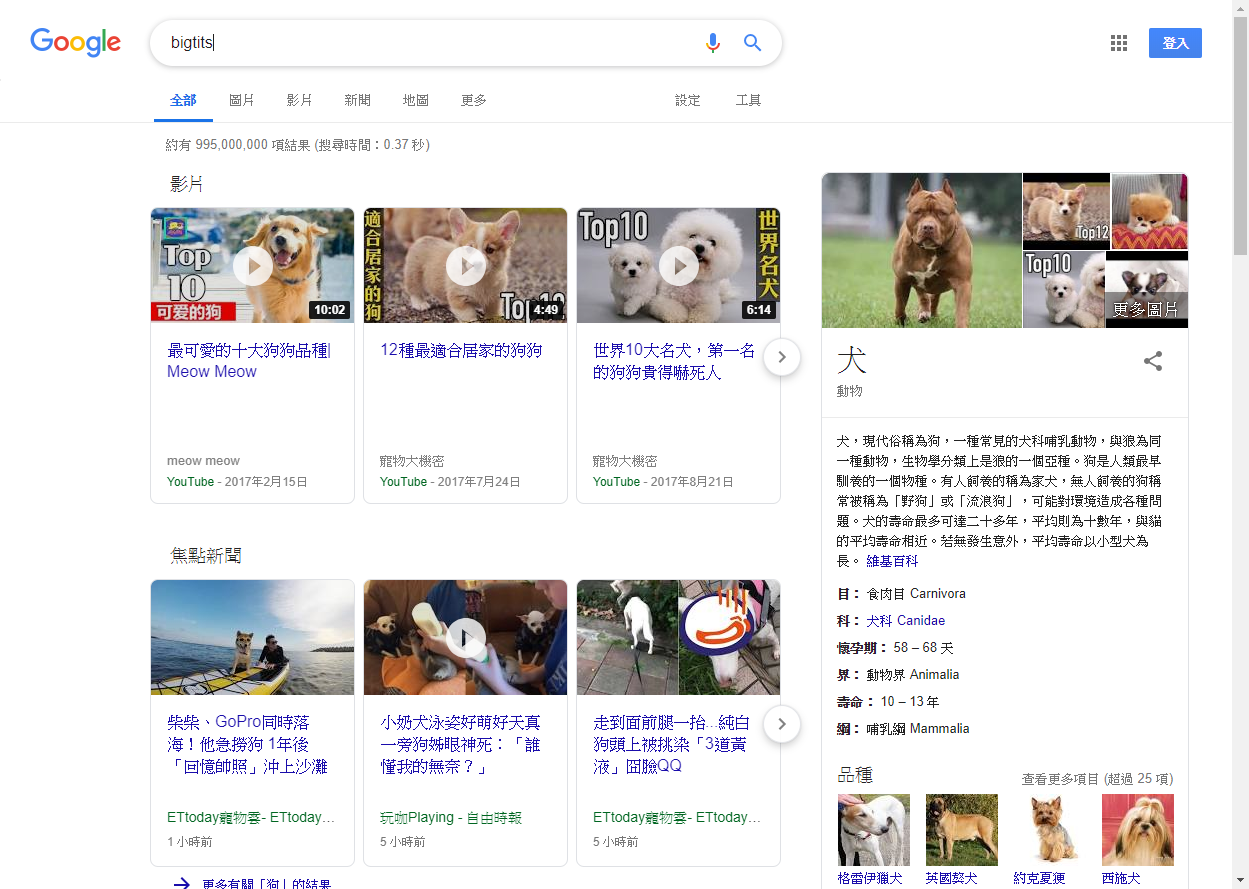 Google
bigtits
登入
全部 圖片 影片 新聞 地圖 更多 設定 工具
約有 995,000,000 項結果 (搜尋時間：0.37 秒)
影片
Top
10
可爱的狗
10:02
適合居家的狗
Top12
4:49
Top10
世界名犬
6:14
最可愛的十大狗狗品種|
Meow Meow
meow meow
YouTube - 2017年2月15日
12種最適合居家的狗狗
寵物大機密
YouTube - 2017年7月24日
世界10大名犬，第一名
的狗狗貴得嚇死人
寵物大機密
YouTube - 2017年8月21日
焦點新聞
柴柴、GoPro同時落
海！他急撈狗 1年後
「回憶帥照」沖上沙灘
ETtoday寵物雲- ETtoday…
1 小時前
小奶犬泳姿好萌好天真
一旁狗姊眼神死：「誰
懂我的無奈？」
玩咖Playing - 自由時報
5 小時前
走到面前腿一抬...純白
狗頭上被挑染「3道黃
液」囧臉QQ
ETtoday寵物雲- ETtoday…
5 小時前
更多有關「狗」的結果
Top12
Top10
更多圖片
犬
動物
犬，現代俗稱為狗，一種常見的犬科哺乳動物，與狼為同
一種動物，生物學分類上是狼的一個亞種。狗是人類最早
馴養的一個物種。有人飼養的稱為家犬，無人飼養的狗稱
常被稱為「野狗」或「流浪狗」，可能對環境造成各種問
題。犬的壽命最多可達二十多年，平均則為十數年，與貓
的平均壽命相近。若無發生意外，平均壽命以小型犬為
長。 維基百科
目： 食肉目 Carnivora
科： 犬科 Canidae
懷孕期： 58 – 68 天
界： 動物界 Animalia
壽命： 10 – 13 年
綱： 哺乳綱 Mammalia
品種
查看更多項目 (超過 25 項)
格雷伊獵犬
英國獒犬
約克夏㹴
西施犬